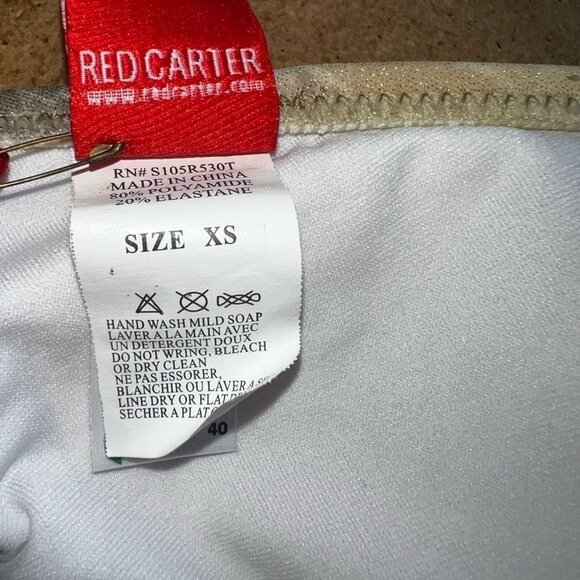 RED CARTER
www.redcarter.com
RN# S105R530T
MADE IN CHINA
80% POLYAMIDE
20% ELASTANE
SIZE XS
HAND WASH MILD SOAP
LAVER A LA MAIN AVEC
UN DETERGENT DOUX
DO NOT WRING, BLEACH
OR DRY CLEAN
NE PAS ESSORER,
BLANCHIR OU LAVER A
LINE DRY OR FLAT
SECHER A PLAT
40